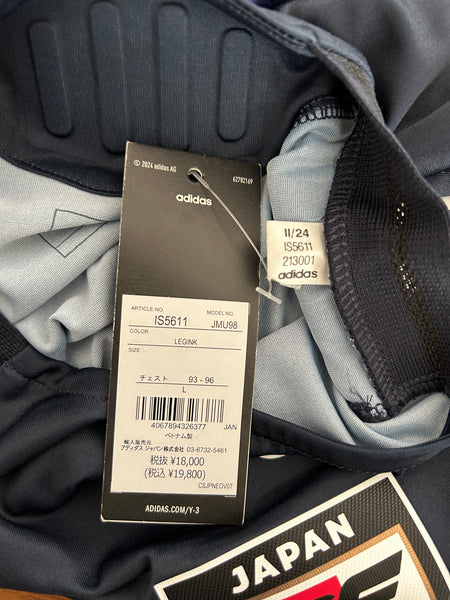 © 2024 adidas AG
62782169
adidas
ARTICLE NO.
MODEL NO.
IS5611
JMU98
COLOR
LEGINK
SIZE
チェスト 93 - 96
L
4067894326377 JAN
ベトナム製
輸入販売元
アディダス ジャパン(株) 03-6732-5461
税抜 ¥18,000
(税込 ¥19,800)
CSJPNEOV07
ADIDAS.COM/Y-3
11/24
IS5611
213001
adidas
JAPAN